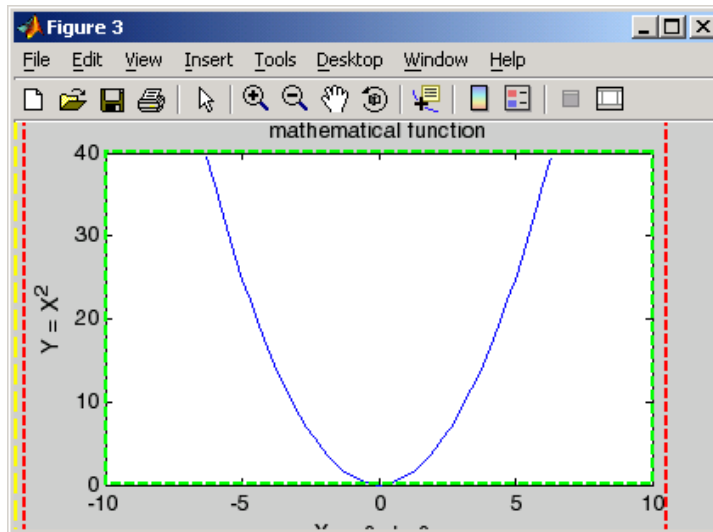 Figure 3
File Edit View Insert Tools Desktop Window Help
mathematical function
40
30
20
10
0
Y = X²
-10 -5 0 5 10